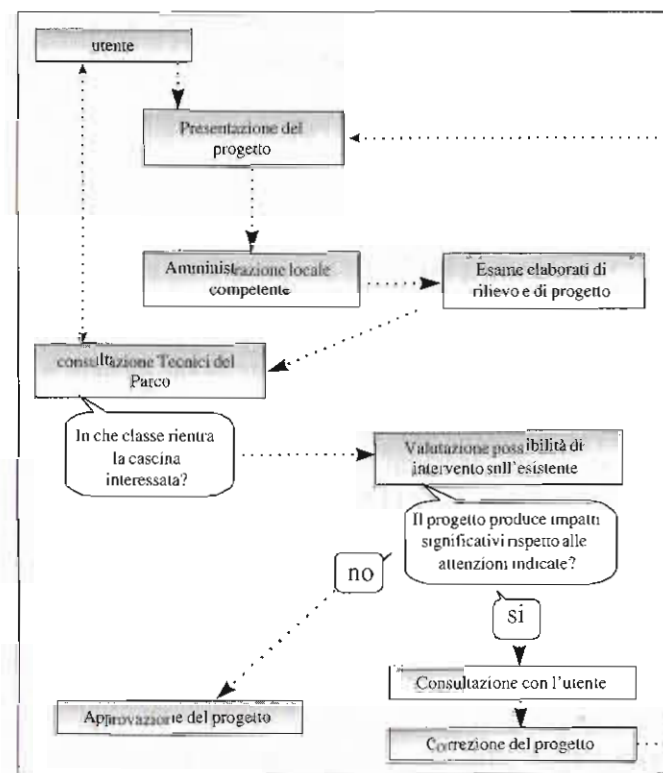 utente
Presentazione del
progetto
Amministrazione locale
competente
Esame elaborati di
rilievo e di progetto
consultazione Tecnici del
Parco
In che classe rientra
la cascina
interessata?
Valutazione possibilità di
intervento sull'esistente
Il progetto produce impatti
significativi rispetto alle
attenzioni indicate?
no
si
Consultazione con l'utente
Approvazione del progetto
Correzione del progetto